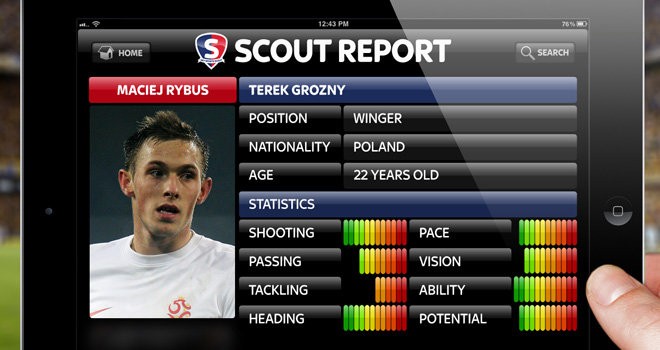 12:43 PM 76%
HOME
S SCOUT REPORT
SEARCH
MACIEJ RYBUS
TEREK GROZNY
POSITION WINGER
NATIONALITY POLAND
AGE 22 YEARS OLD
STATISTICS
SHOOTING PACE
PASSING VISION
TACKLING ABILITY
HEADING POTENTIAL